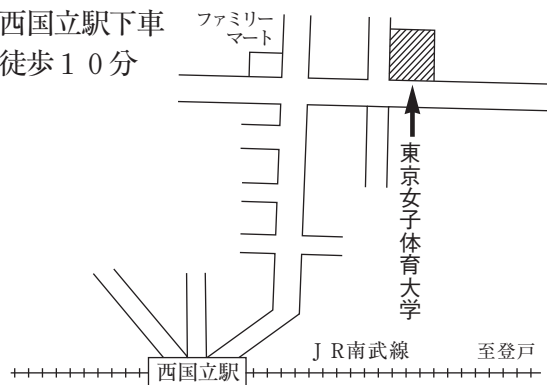 西国立駅下車
徒歩１０分
ファミリー
マート
東京女子体育大学
ＪＲ南武線
至登戸
西国立駅